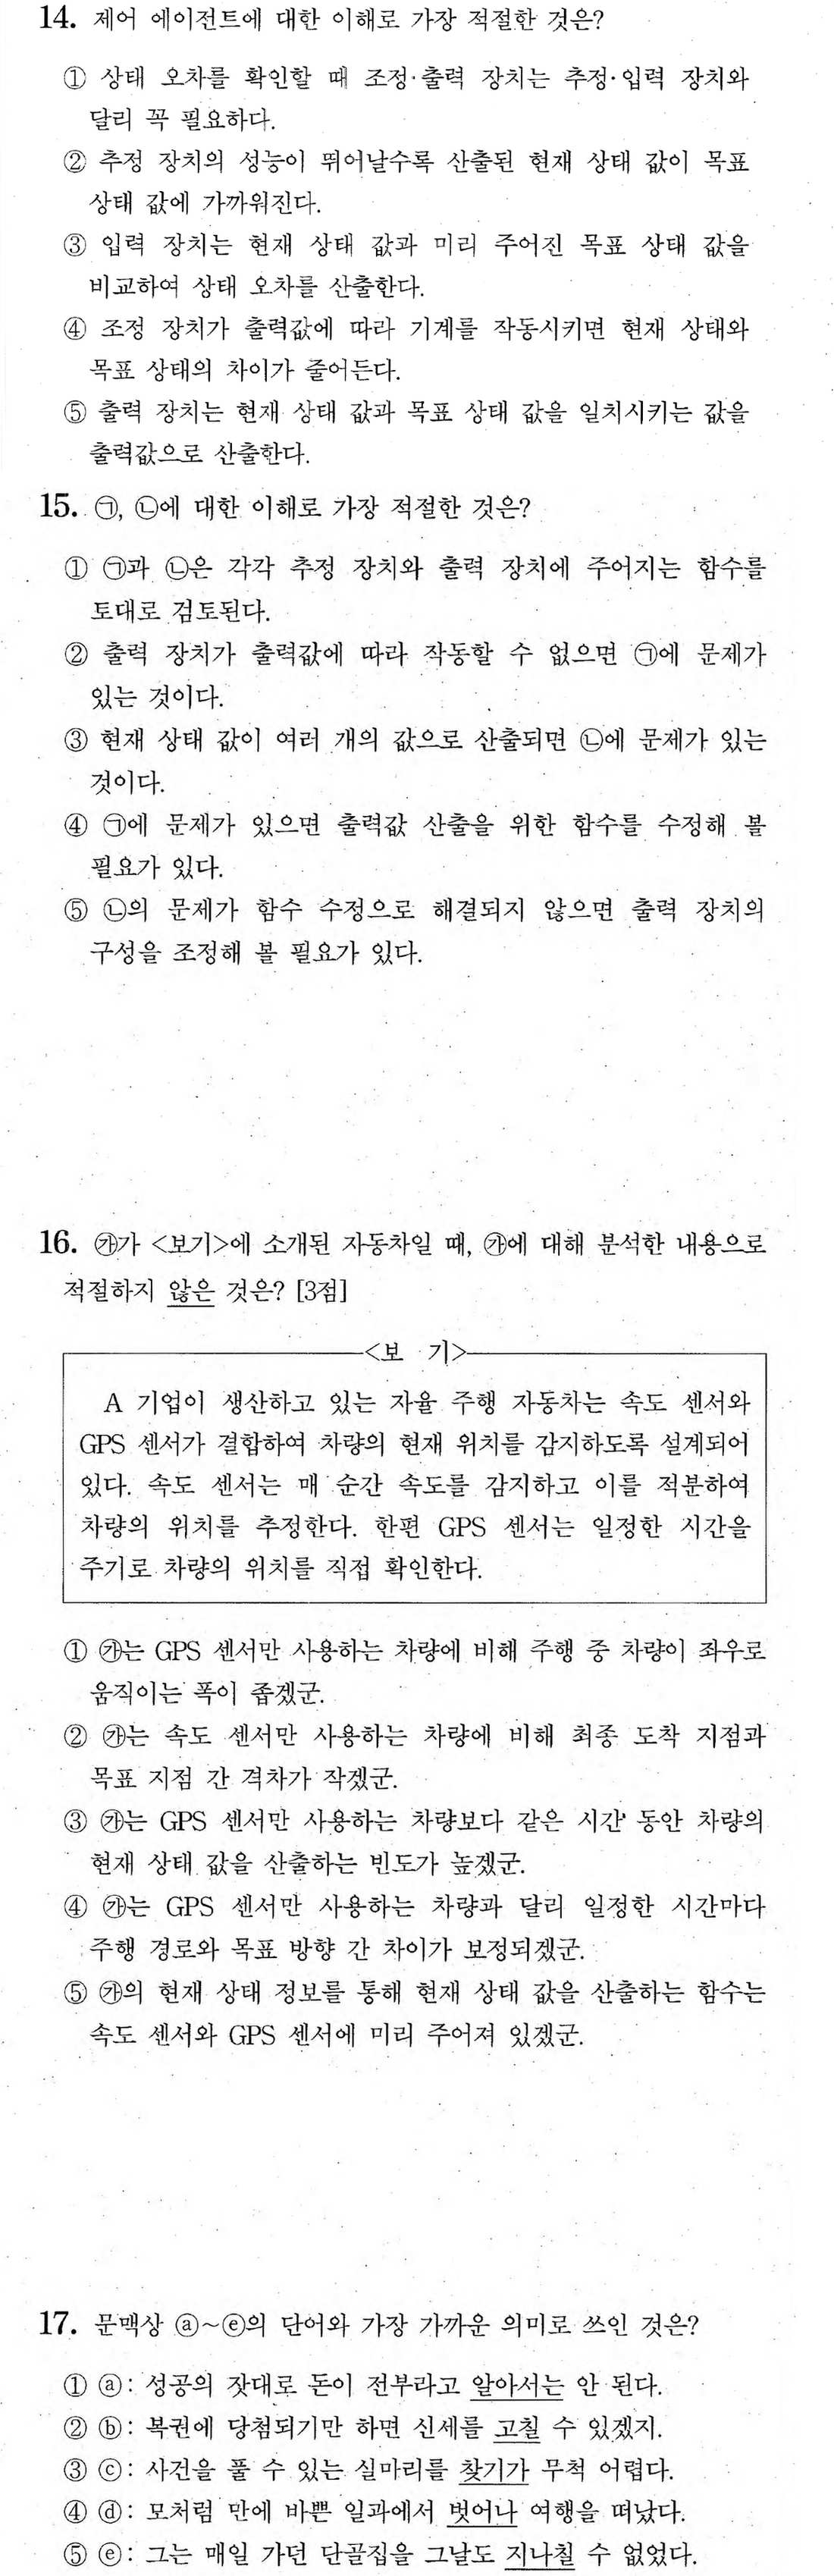 14. 제어 에이전트에 대한 이해로 가장 적절한 것은?
① 상태 오차를 확인할 때 조정·출력 장치는 추정·입력 장치와
달리 꼭 필요하다.
② 추정 장치의 성능이 뛰어날수록 산출된 현재 상태 값이 목표
상태 값에 가까워진다.
③ 입력 장치는 현재 상태 값과 미리 주어진 목표 상태 값을
비교하여 상태 오차를 산출한다.
④ 조정 장치가 출력값에 따라 기계를 작동시키면 현재 상태와
목표 상태의 차이가 줄어든다.
⑤ 출력 장치는 현재 상태 값과 목표 상태 값을 일치시키는 값을
출력값으로 산출한다.
15. ㉠, ㉡에 대한 이해로 가장 적절한 것은?
① ㉠과 ㉡은 각각 추정 장치와 출력 장치에 주어지는 함수를
토대로 검토된다.
② 출력 장치가 출력값에 따라 작동할 수 없으면 ㉠에 문제가
있는 것이다.
③ 현재 상태 값이 여러 개의 값으로 산출되면 ㉡에 문제가 있는
것이다.
④ ㉠에 문제가 있으면 출력값 산출을 위한 함수를 수정해 볼
필요가 있다.
⑤ ㉡의 문제가 함수 수정으로 해결되지 않으면 출력 장치의
구성을 조정해 볼 필요가 있다.
16. ㉮가 <보기>에 소개된 자동차일 때, ㉮에 대해 분석한 내용으로
적절하지 않은 것은? [3점]
<보 기>
A 기업이 생산하고 있는 자율 주행 자동차는 속도 센서와
GPS 센서가 결합하여 차량의 현재 위치를 감지하도록 설계되어
있다. 속도 센서는 매 순간 속도를 감지하고 이를 적분하여
차량의 위치를 추정한다. 한편 GPS 센서는 일정한 시간을
주기로 차량의 위치를 직접 확인한다.
① ㉮는 GPS 센서만 사용하는 차량에 비해 주행 중 차량이 좌우로
움직이는 폭이 좁겠군.
② ㉮는 속도 센서만 사용하는 차량에 비해 최종 도착 지점과
목표 지점 간 격차가 작겠군.
③ ㉮는 GPS 센서만 사용하는 차량보다 같은 시간 동안 차량의
현재 상태 값을 산출하는 빈도가 높겠군.
④ ㉮는 GPS 센서만 사용하는 차량과 달리 일정한 시간마다
주행 경로와 목표 방향 간 차이가 보정되겠군.
⑤ ㉮의 현재 상태 정보를 통해 현재 상태 값을 산출하는 함수는
속도 센서와 GPS 센서에 미리 주어져 있겠군.
17. 문맥상 ⓐ~ⓔ의 단어와 가장 가까운 의미로 쓰인 것은?
① ⓐ: 성공의 잣대로 돈이 전부라고 알아서는 안 된다.
② ⓑ: 복권에 당첨되기만 하면 신세를 고칠 수 있겠지.
③ ⓒ: 사건을 풀 수 있는 실마리를 찾기가 무척 어렵다.
④ ⓓ: 모처럼 만에 바쁜 일과에서 벗어나 여행을 떠났다.
⑤ ⓔ: 그는 매일 가던 단골집을 그날도 지나칠 수 없었다.